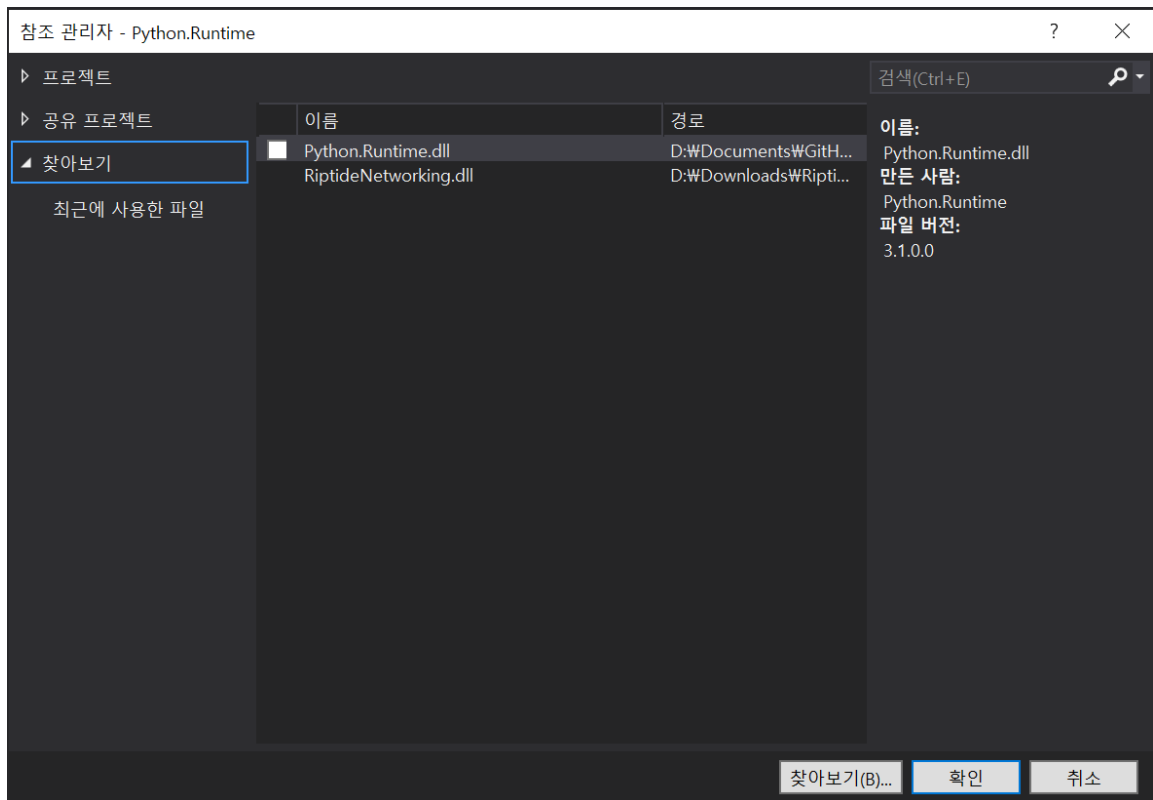 참조 관리자 - Python.Runtime
?
프로젝트
검색(Ctrl+E)
공유 프로젝트
찾아보기
최근에 사용한 파일
이름 경로
Python.Runtime.dll D:₩Documents₩GitH...
RiptideNetworking.dll D:₩Downloads₩Ripti...
이름:
Python.Runtime.dll
만든 사람:
Python.Runtime
파일 버전:
3.1.0.0
찾아보기(B)... 확인 취소